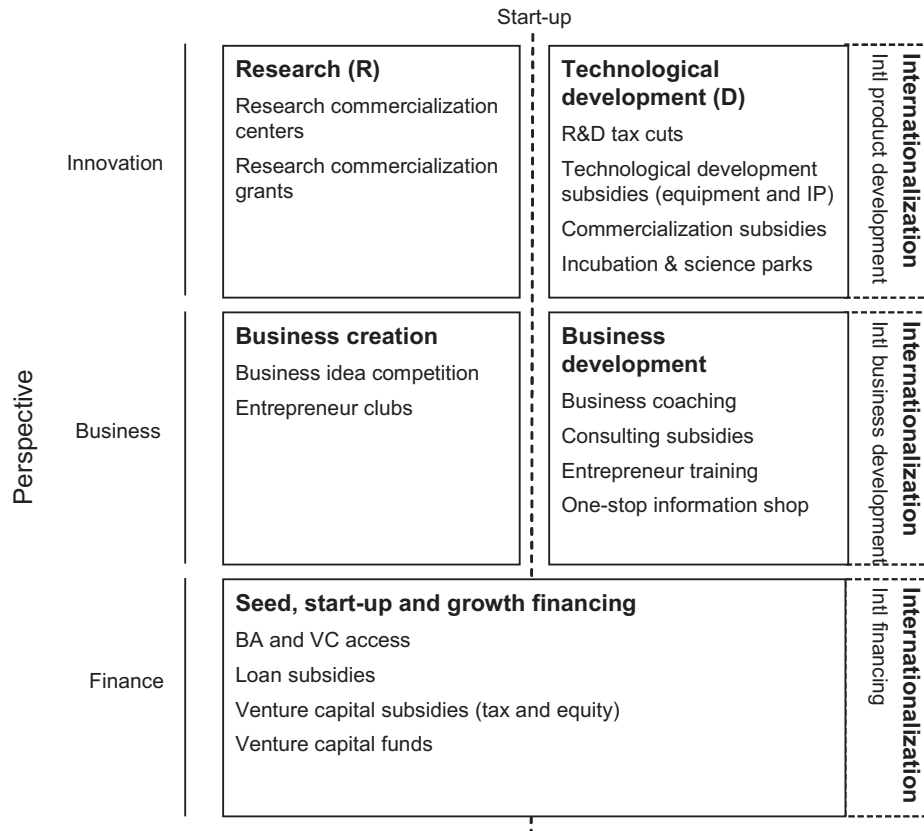 Start-up
Perspective
Innovation
Research (R)
Research commercialization
centers
Research commercialization
grants
Technological
development (D)
R&D tax cuts
Technological development
subsidies (equipment and IP)
Commercialization subsidies
Incubation & science parks
Internationalization
Intl product development
Business
Business creation
Business idea competition
Entrepreneur clubs
Business
development
Business coaching
Consulting subsidies
Entrepreneur training
One-stop information shop
Internationalization
Intl business development
Finance
Seed, start-up and growth financing
BA and VC access
Loan subsidies
Venture capital subsidies (tax and equity)
Venture capital funds
Internationalization
Intl financing